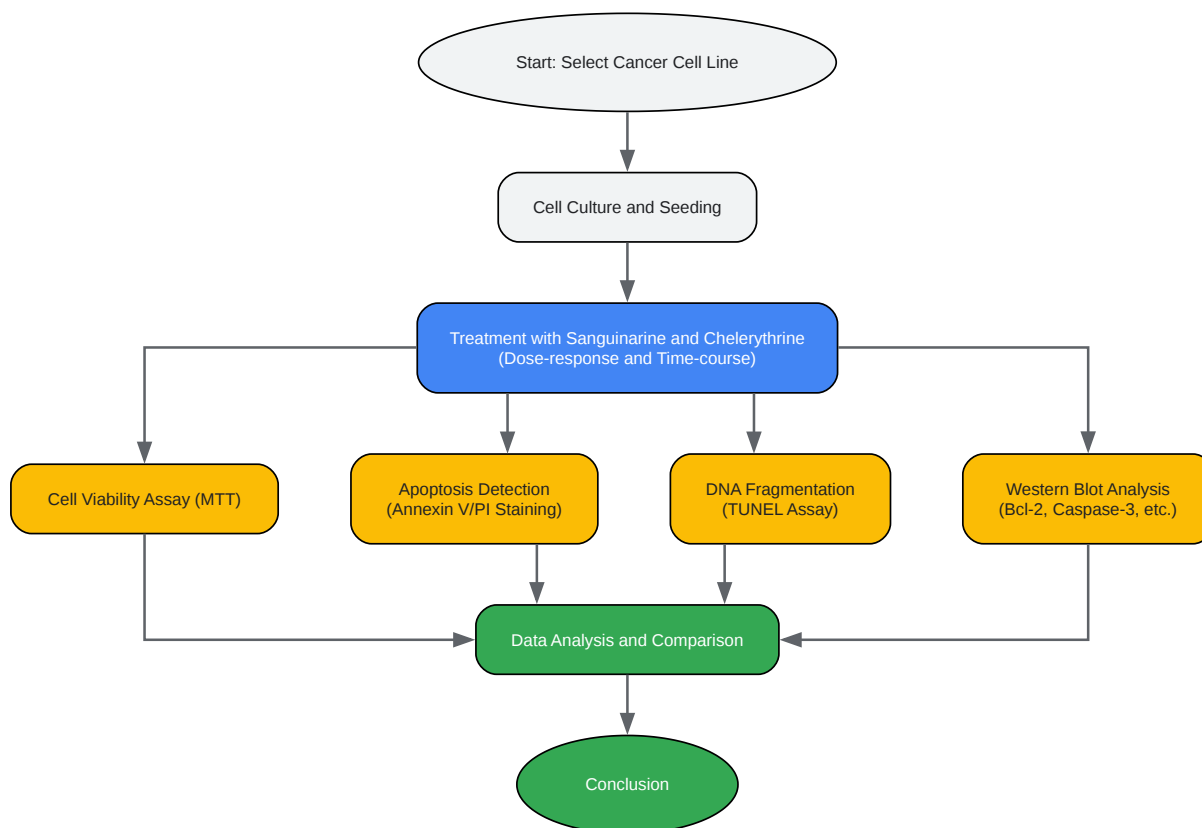 Start: Select Cancer Cell Line
Cell Culture and Seeding
Treatment with Sanguinarine and Chelerythrine
(Dose-response and Time-course)
Cell Viability Assay (MTT)
Apoptosis Detection
(Annexin V/PI Staining)
DNA Fragmentation
(TUNEL Assay)
Western Blot Analysis
(Bcl-2, Caspase-3, etc.)
Data Analysis and Comparison
Conclusion